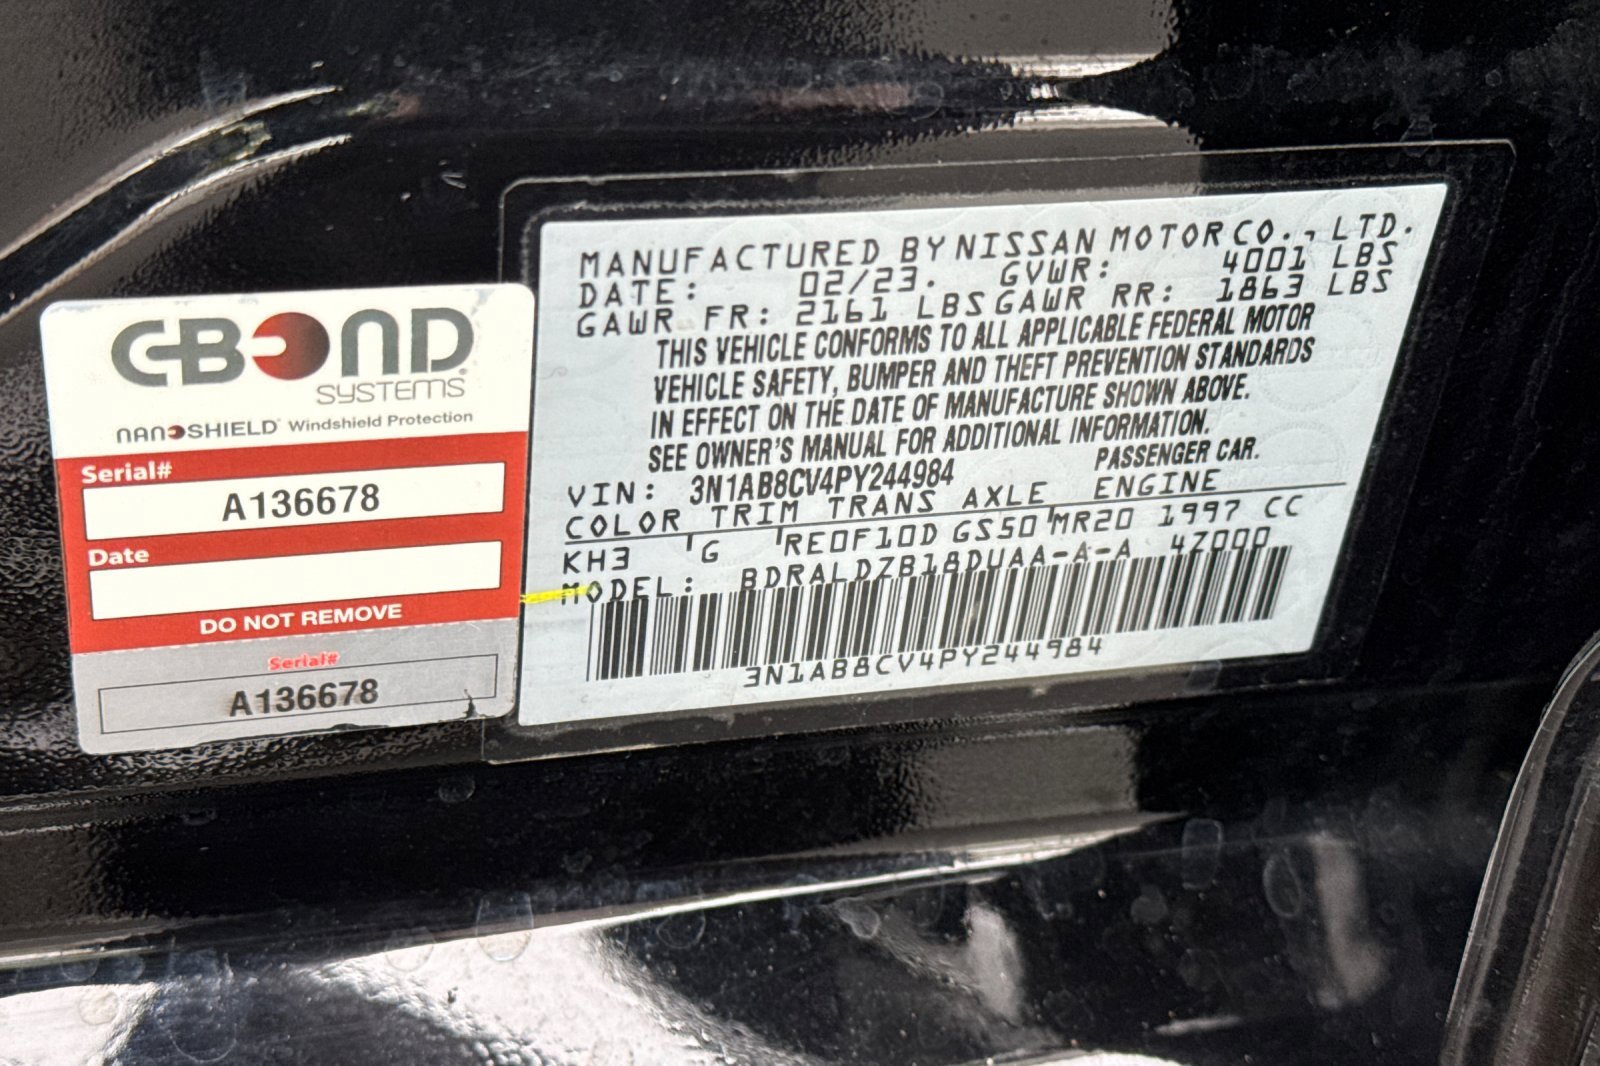 C-BOND
SYSTEMS
NANOSHIELD Windshield Protection
Serial#
A136678
Date
DO NOT REMOVE
Serial#
A136678
MANUFACTURED BY NISSAN MOTOR CO., LTD.
DATE: 02/23. GVWR: 4001 LBS
GAWR FR: 2161 LBS GAWR RR: 1863 LBS
THIS VEHICLE CONFORMS TO ALL APPLICABLE FEDERAL MOTOR
VEHICLE SAFETY, BUMPER AND THEFT PREVENTION STANDARDS
IN EFFECT ON THE DATE OF MANUFACTURE SHOWN ABOVE.
SEE OWNER'S MANUAL FOR ADDITIONAL INFORMATION.
VIN: 3N1AB8CV4PY244984 PASSENGER CAR.
COLOR TRIM TRANS AXLE ENGINE
KH3 G RE0F10D GS50 MR20 1997 CC
MODEL: BDRALDZB18DUAA-A-A 4Z000
3N1AB8CV4PY244984